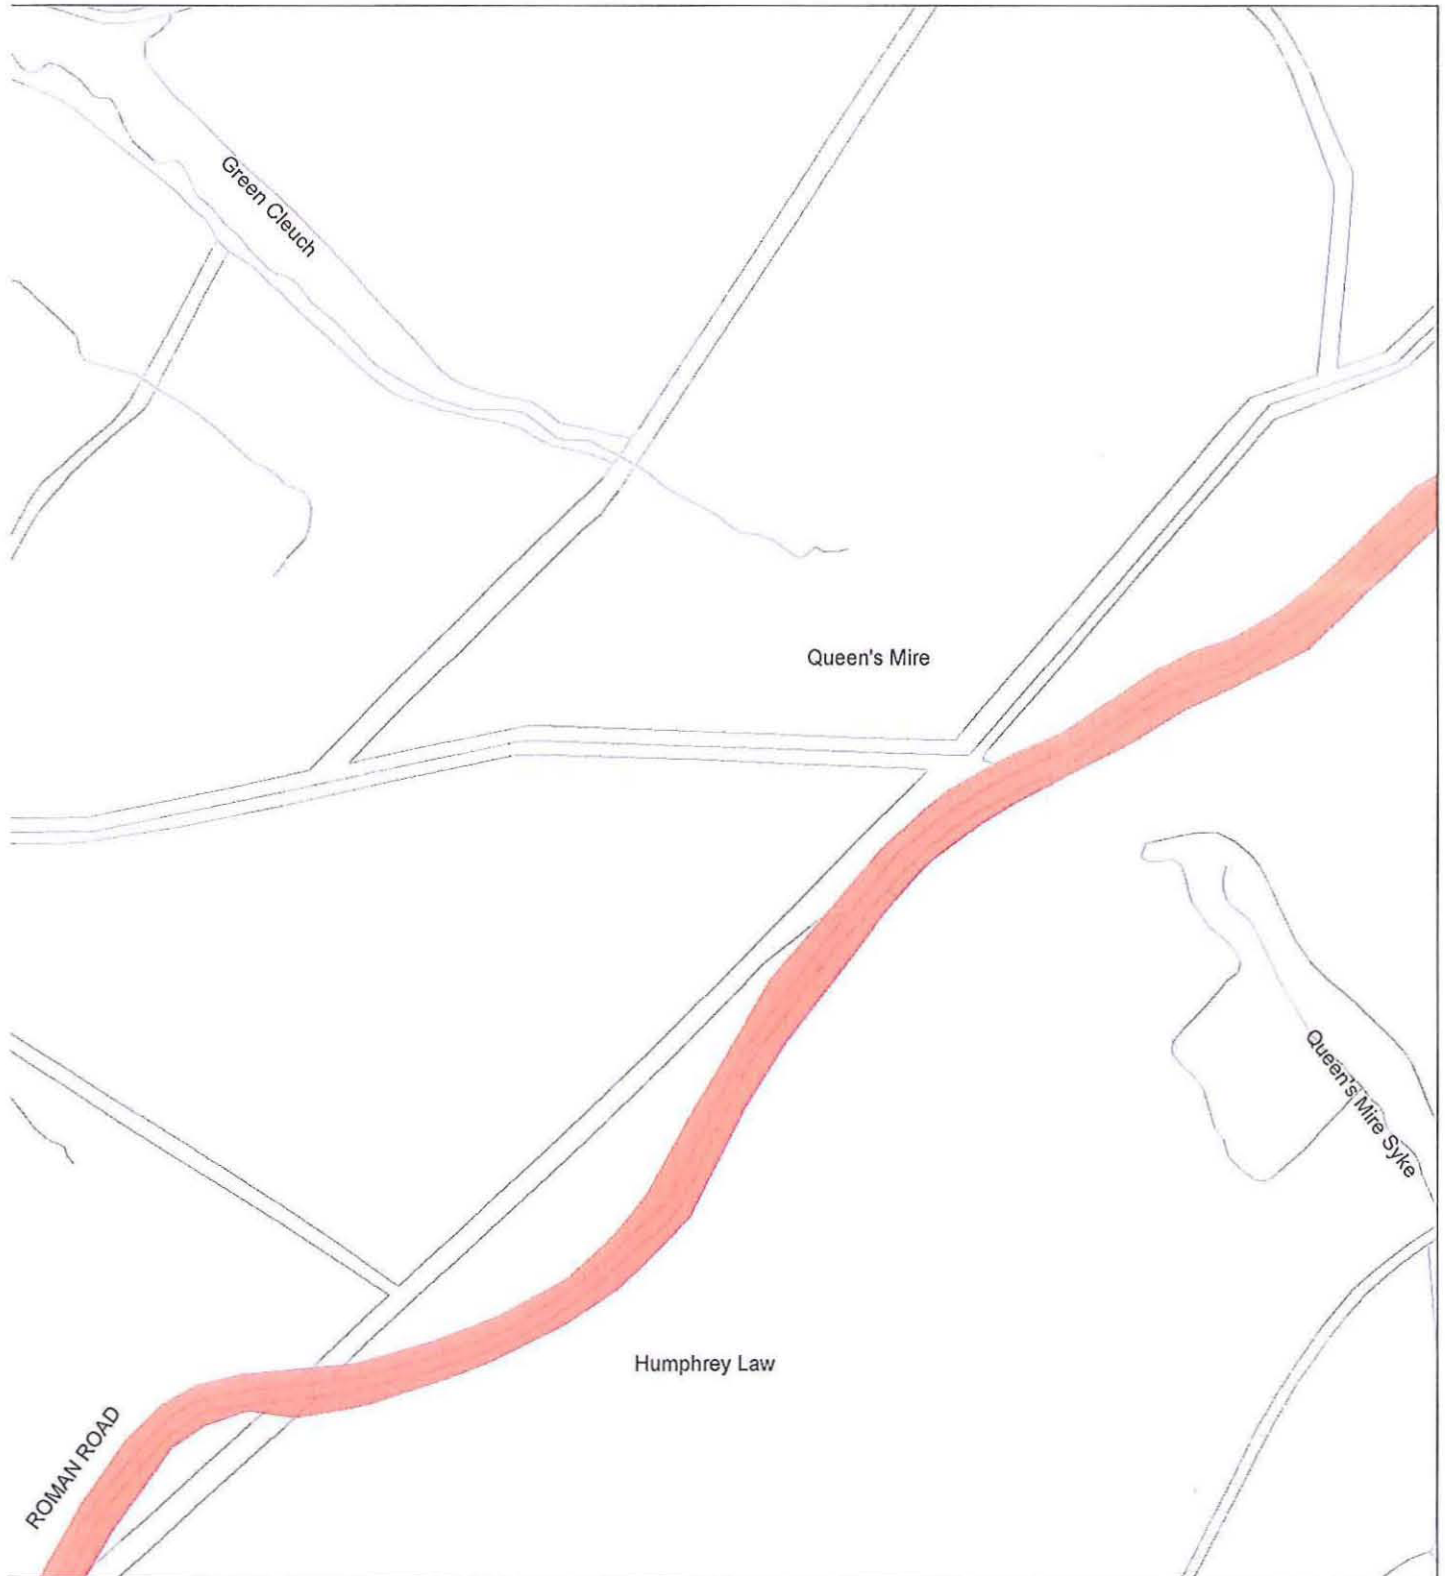 Green Cleuch
Queen's Mire
Queen's Mire Syke
Humphrey Law
ROMAN ROAD